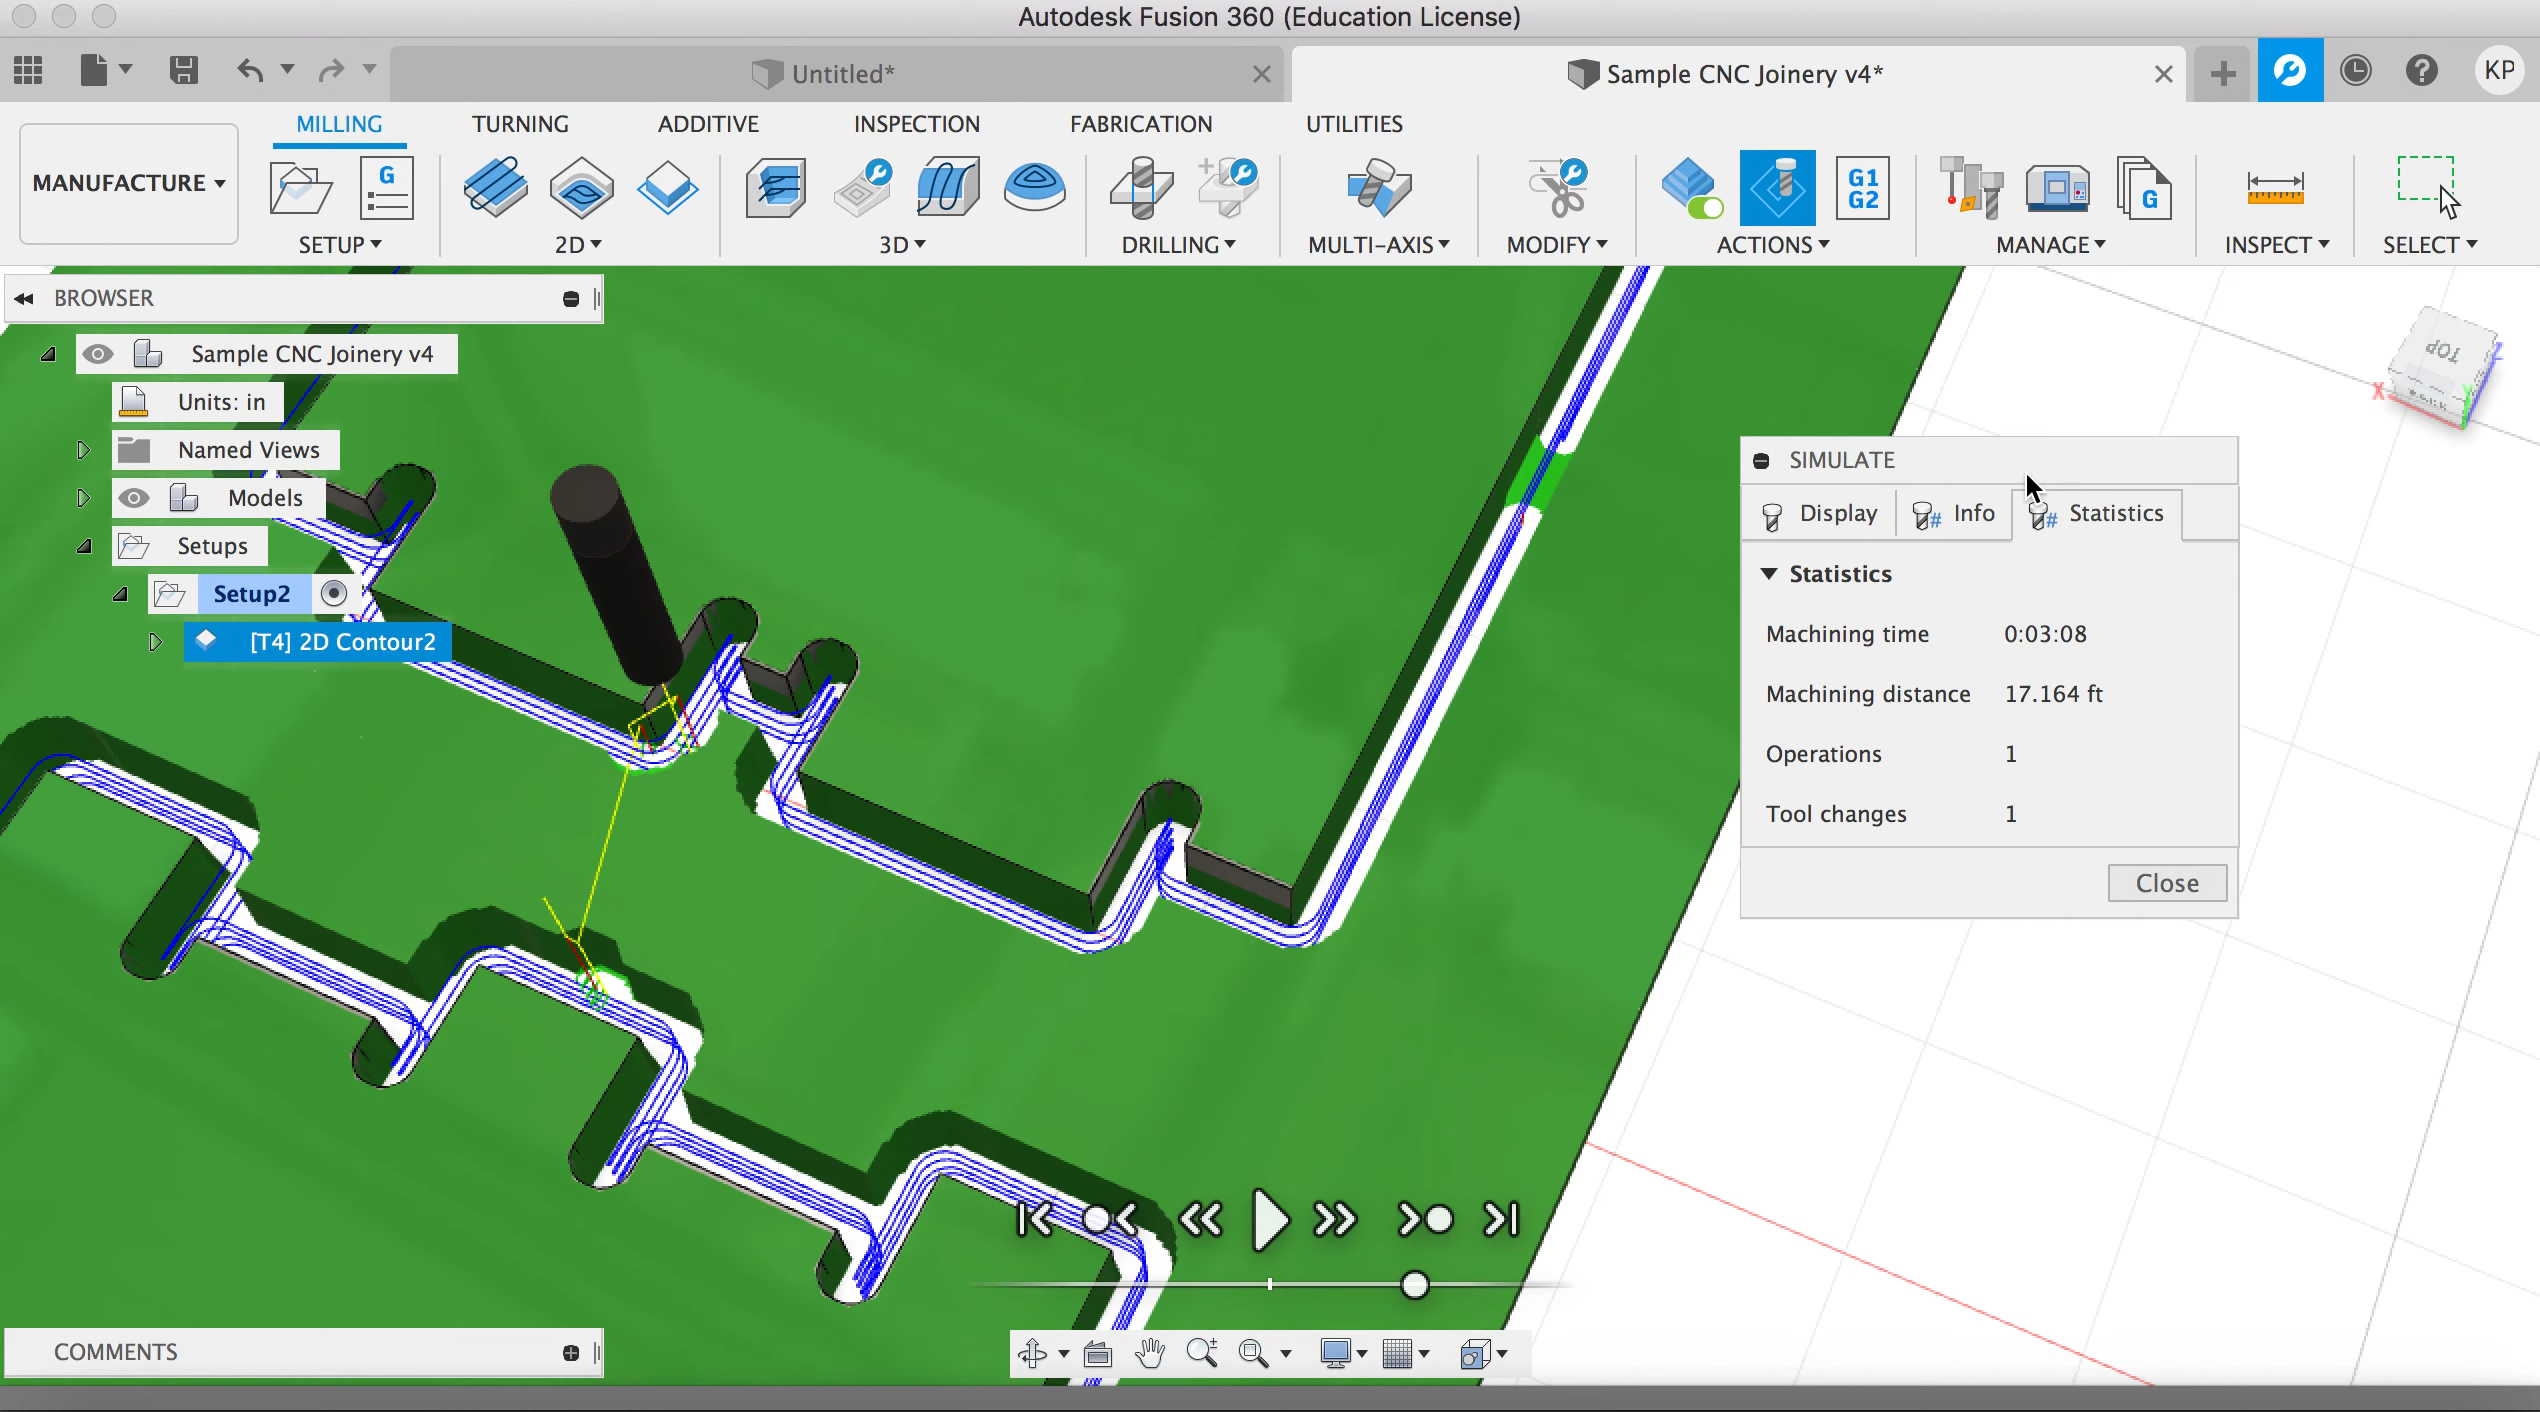 Autodesk Fusion 360 (Education License)
Untitled*
Sample CNC Joinery v4*
KP
MANUFACTURE
MILLING
TURNING
ADDITIVE
INSPECTION
FABRICATION
UTILITIES
G
G1
G2
G
SETUP
2D
3D
DRILLING
MULTI-AXIS
MODIFY
ACTIONS
MANAGE
INSPECT
SELECT
BROWSER
Sample CNC Joinery v4
Units: in
Named Views
Models
Setups
Setup2
[T4] 2D Contour2
TOP
X
Y
Z
SIMULATE
Display
# Info
# Statistics
Statistics
Machining time 0:03:08
Machining distance 17.164 ft
Operations 1
Tool changes 1
Close
COMMENTS